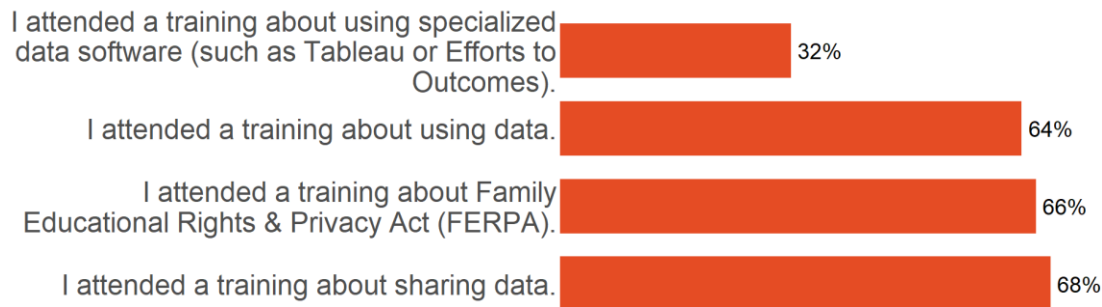 I attended a training about using specialized
data software (such as Tableau or Efforts to
Outcomes).
32%
I attended a training about using data.
64%
I attended a training about Family
Educational Rights & Privacy Act (FERPA).
66%
I attended a training about sharing data.
68%